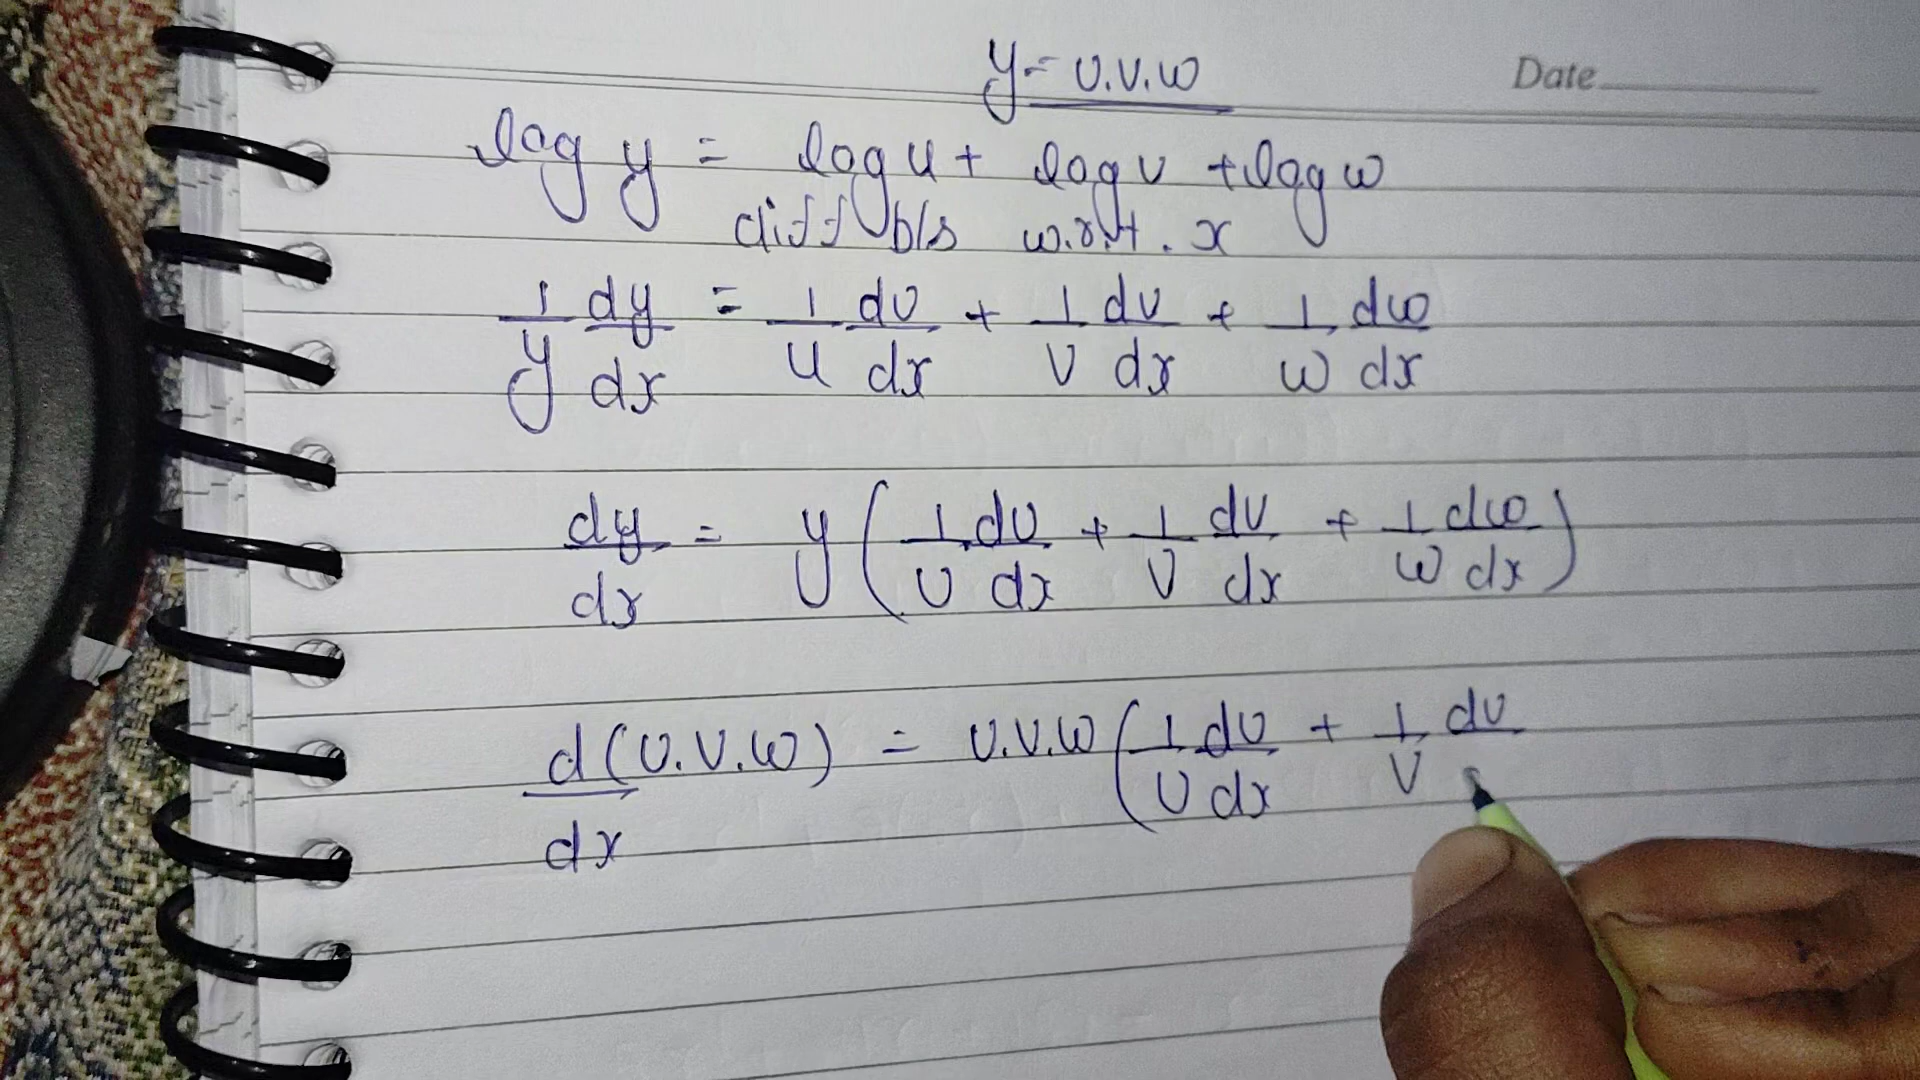 y = u.v.w
Date
log y = log u + log v + log w
diff b/s w.r.t. x
1/y dy/dx = 1/u du/dx + 1/v dv/dx + 1/w dw/dx
dy/dx = y ( 1/u du/dx + 1/v dv/dx + 1/w dw/dx )
d(u.v.w)/dx = u.v.w ( 1/u du/dx + 1/v dv